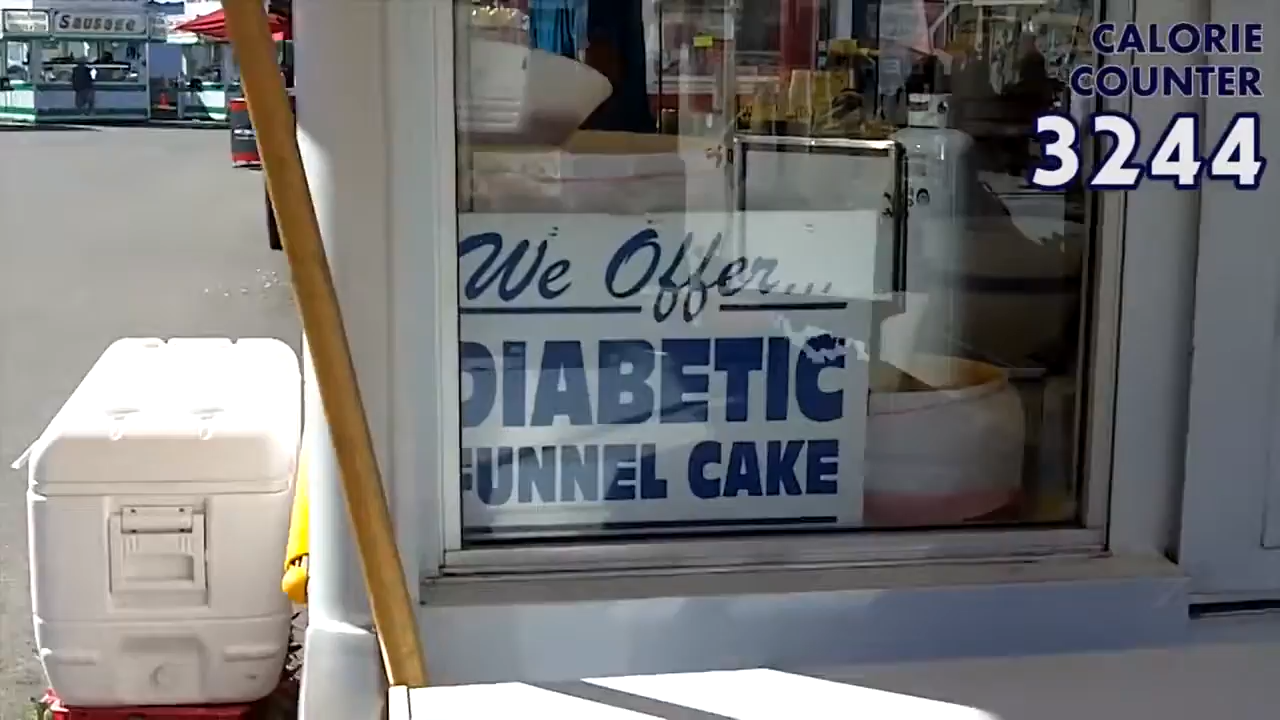 Sausage
CALORIE
COUNTER
3244
We Offer...
DIABETIC
FUNNEL CAKE